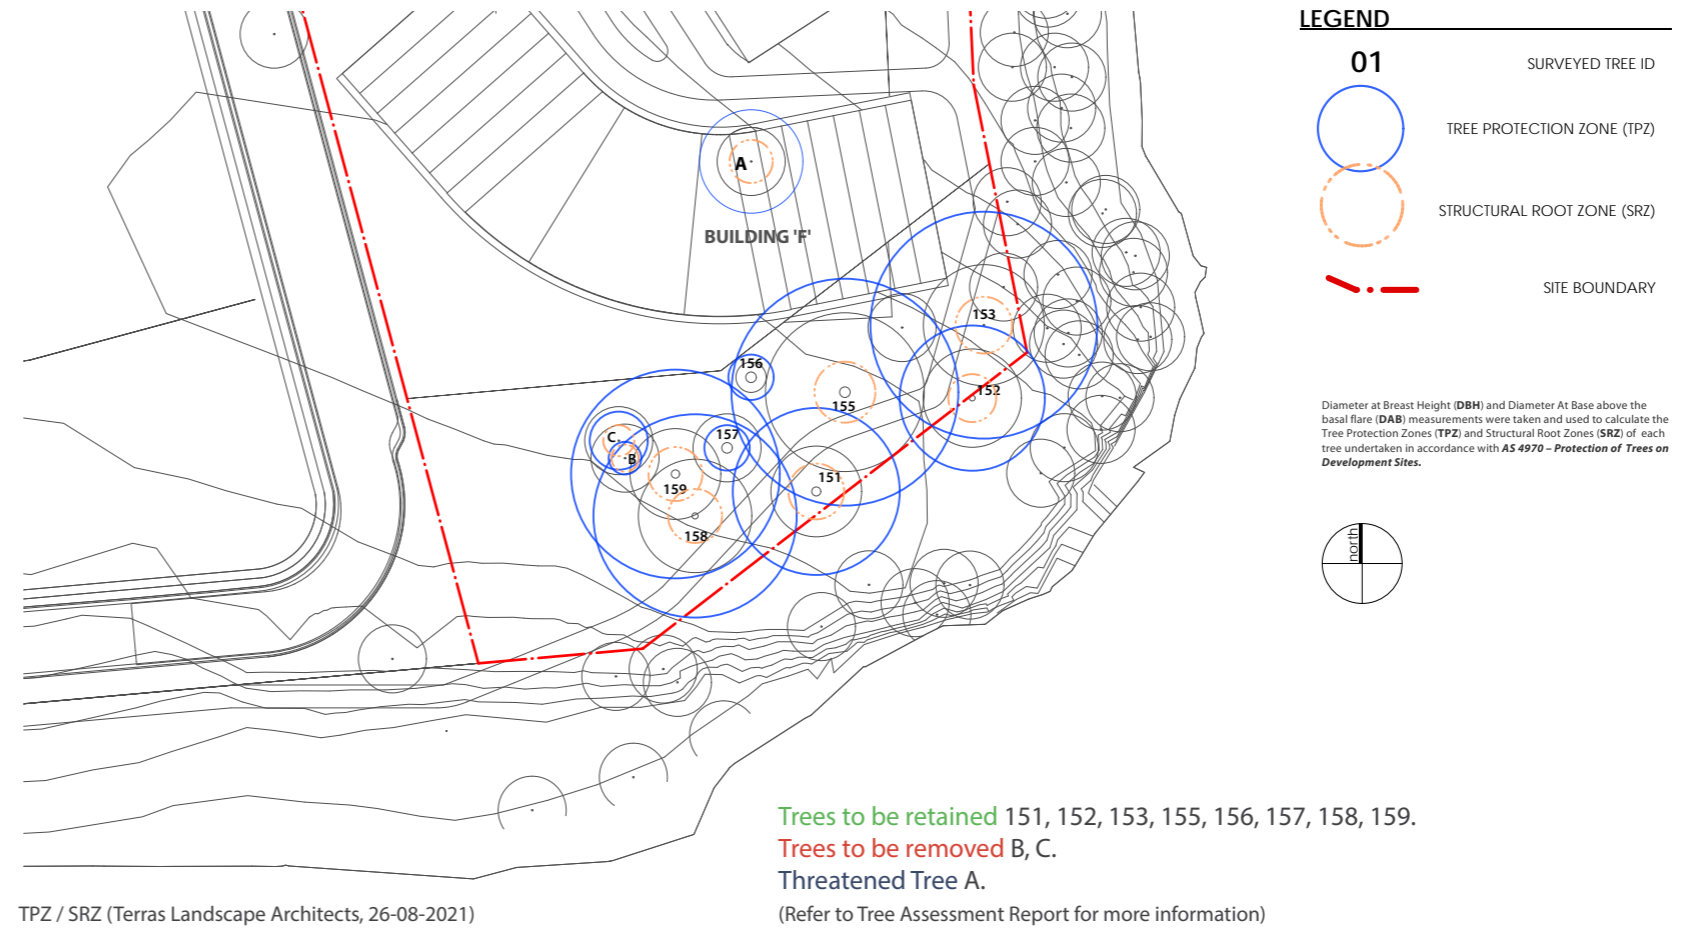 LEGEND
01
SURVEYED TREE ID
TREE PROTECTION ZONE (TPZ)
STRUCTURAL ROOT ZONE (SRZ)
SITE BOUNDARY
Diameter at Breast Height (DBH) and Diameter At Base above the
basal flare (DAB) measurements were taken and used to calculate the
Tree Protection Zones (TPZ) and Structural Root Zones (SRZ) of each
tree undertaken in accordance with AS 4970 – Protection of Trees on
Development Sites.
north
A
BUILDING 'F'
153
156
152
155
C
157
B
151
159
158
Trees to be retained 151, 152, 153, 155, 156, 157, 158, 159.
Trees to be removed B, C.
Threatened Tree A.
(Refer to Tree Assessment Report for more information)
TPZ / SRZ (Terras Landscape Architects, 26-08-2021)